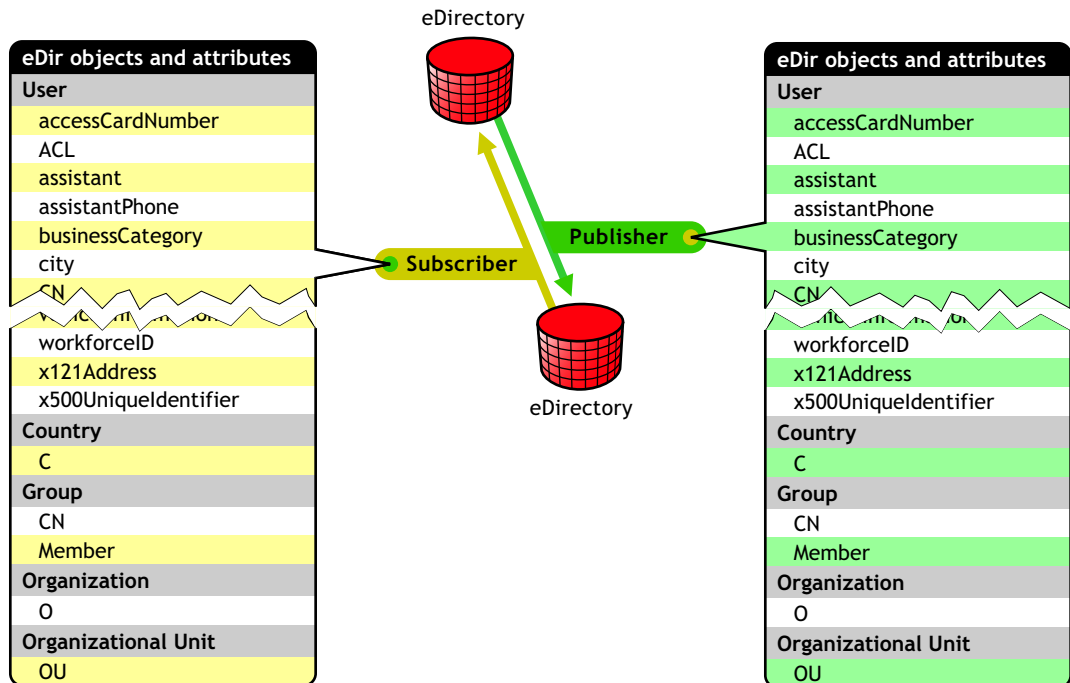 eDirectory
eDir objects and attributes
User
accessCardNumber
ACL
assistant
assistantPhone
businessCategory
city
CN
workforceID
x121Address
x500UniqueIdentifier
Country
C
Group
CN
Member
Organization
O
Organizational Unit
OU
Publisher
Subscriber
eDirectory
eDir objects and attributes
User
accessCardNumber
ACL
assistant
assistantPhone
businessCategory
city
CN
workforceID
x121Address
x500UniqueIdentifier
Country
C
Group
CN
Member
Organization
O
Organizational Unit
OU